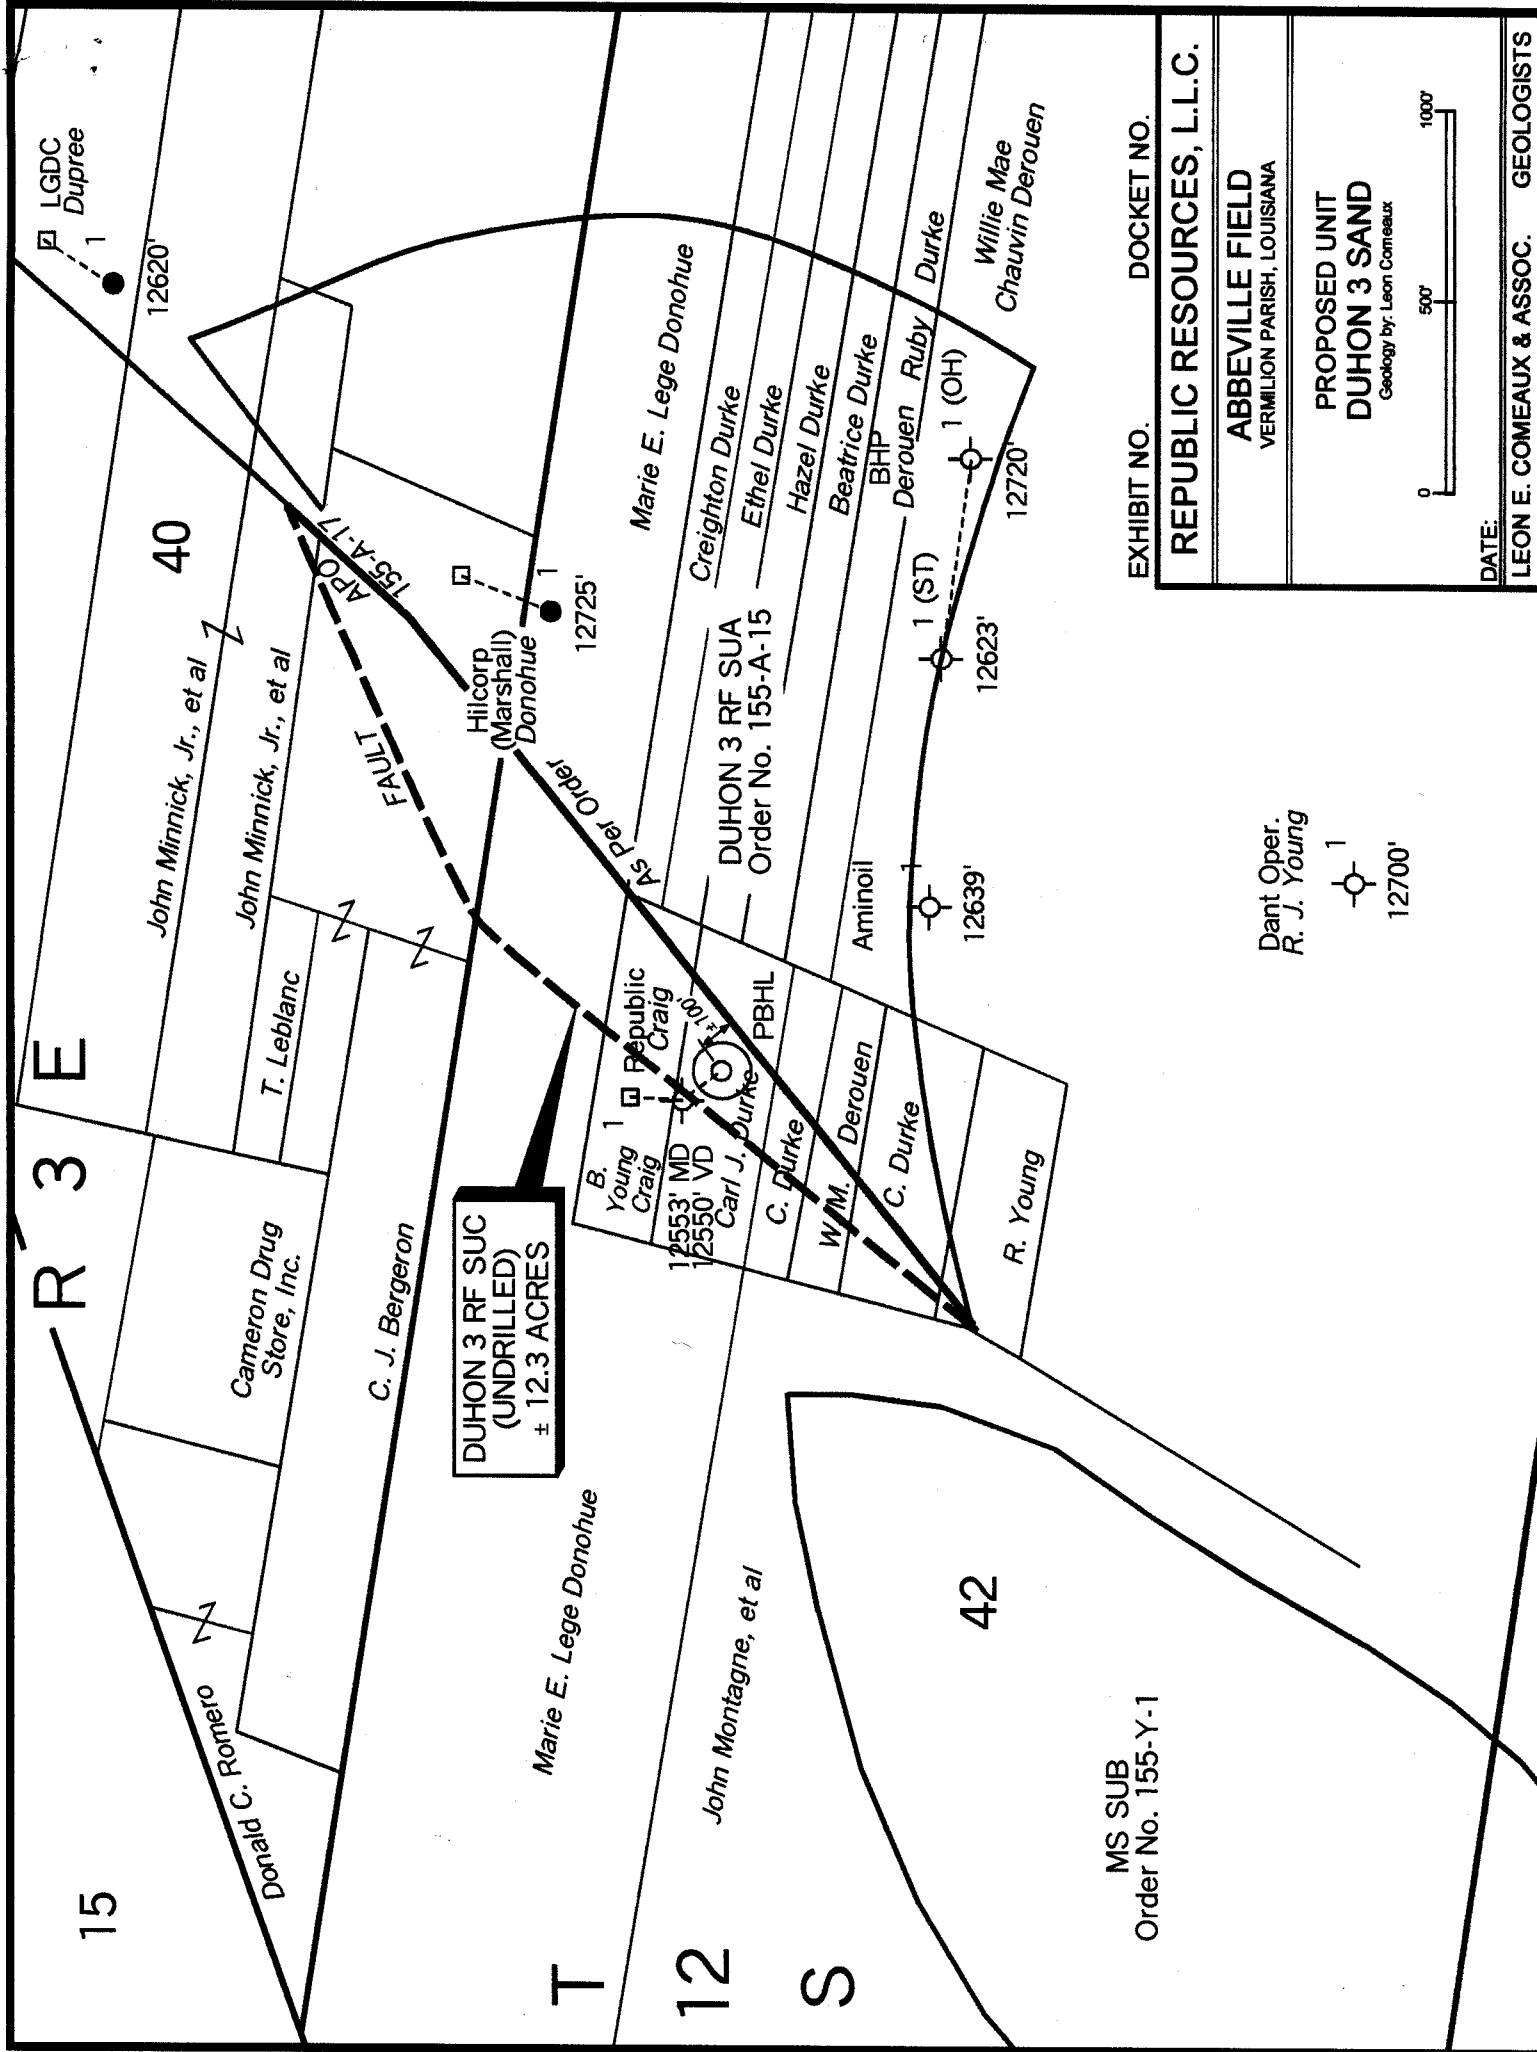 15
R 3 E
40
T
12
S
42
LGDC
Dupree
1
12620'
John Minnick, Jr., et al
John Minnick, Jr., et al
T. Leblanc
Cameron Drug
Store, Inc.
C. J. Bergeron
Donald C. Romero
APO
155-A-17
FAULT
Hilcorp
(Marshall)
Donohue
1
12725'
As Per Order
DUHON 3 RF SUC
(UNDRILLED)
± 12.3 ACRES
Marie E. Lege Donohue
John Montagne, et al
B.
Young
Craig
1
Republic
Craig
12553' MD
12550' VD
±100'
PBHL
Carl J. Durke
C. Durke
W. M. Derouen
C. Durke
R. Young
Marie E. Lege Donohue
Creighton Durke
Ethel Durke
Hazel Durke
Beatrice Durke
BHP
Derouen Ruby Durke
Willie Mae
Chauvin Derouen
DUHON 3 RF SUA
Order No. 155-A-15
1 (OH)
12720'
1 (ST)
12623'
Aminoil
1
12639'
Dant Oper.
R. J. Young
1
12700'
MS SUB
Order No. 155-Y-1
EXHIBIT NO. DOCKET NO.
REPUBLIC RESOURCES, L.L.C.
ABBEVILLE FIELD
VERMILION PARISH, LOUISIANA
PROPOSED UNIT
DUHON 3 SAND
Geology by: Leon Comeaux
0 500' 1000'
DATE:
LEON E. COMEAUX & ASSOC. GEOLOGISTS